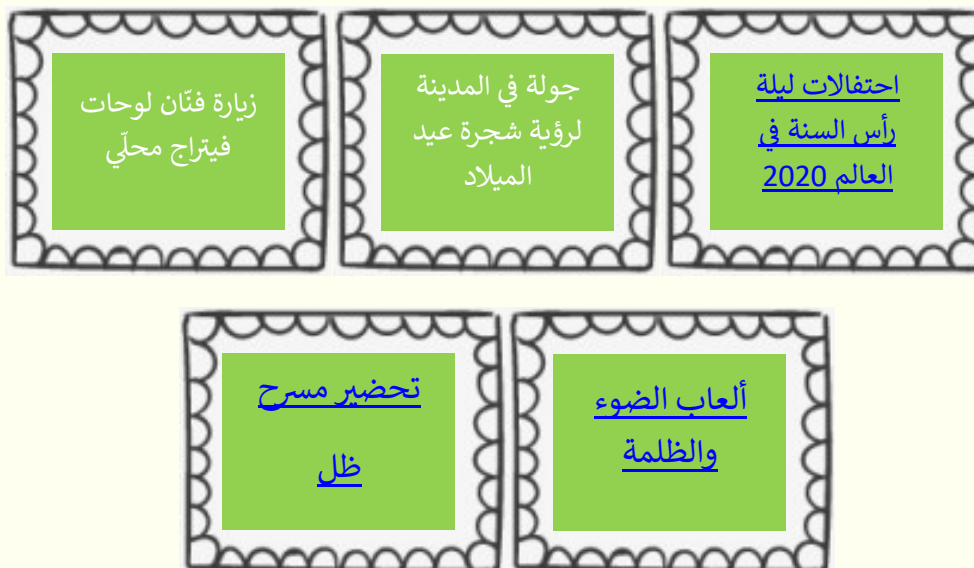 احتفالات ليلة
رأس السنة في
العالم 2020
جولة في المدينة
لرؤية شجرة عيد
الميلاد
زيارة فنّان لوحات
فيتراج محلّي
ألعاب الضوء
والظلمة
تحضير مسرح
ظل